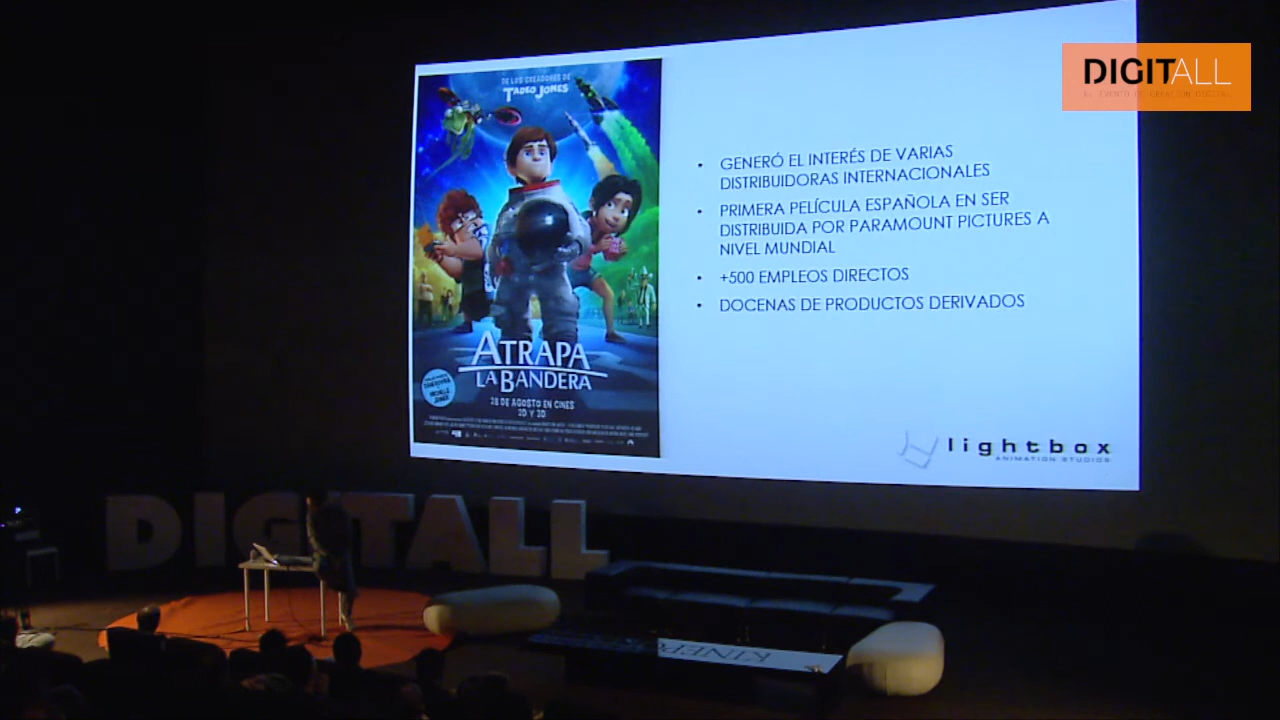 DIGITALL
DE LOS CREADORES DE
TADEO JONES
ATRAPA
LA BANDERA
28 DE AGOSTO EN CINES
2D Y 3D
• GENERÓ EL INTERÉS DE VARIAS
DISTRIBUIDORAS INTERNACIONALES
• PRIMERA PELÍCULA ESPAÑOLA EN SER
DISTRIBUIDA POR PARAMOUNT PICTURES A
NIVEL MUNDIAL
• +500 EMPLEOS DIRECTOS
• DOCENAS DE PRODUCTOS DERIVADOS
lightbox
ANIMATION STUDIOS
DIGITALL